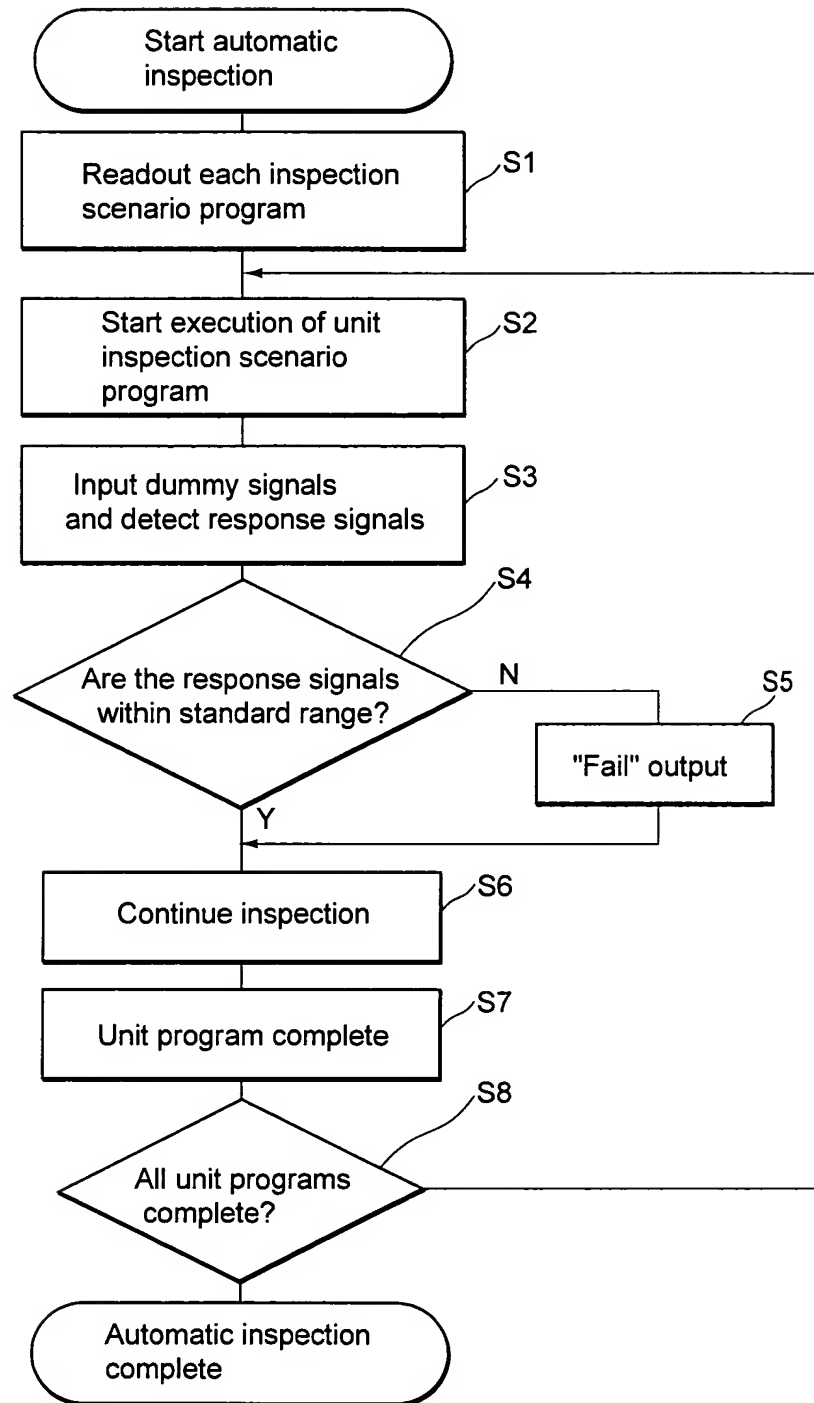 Start automatic
inspection
Readout each inspection
scenario program
S1
Start execution of unit
inspection scenario
program
S2
Input dummy signals
and detect response signals
S3
S4
Are the response signals
within standard range?
N
S5
"Fail" output
Y
Continue inspection
S6
Unit program complete
S7
S8
All unit programs
complete?
Automatic inspection
complete